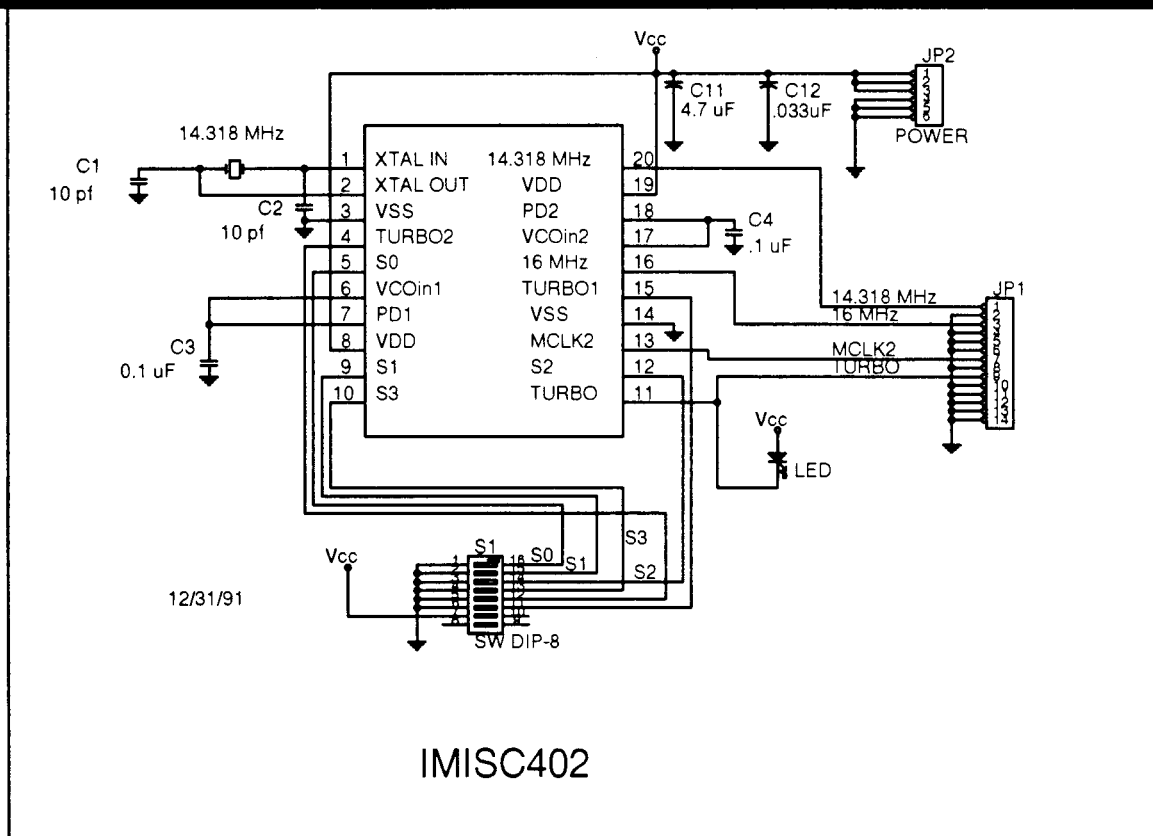 Vcc
JP2
C11
4.7 uF
C12
.033uF
1
2
3
POWER
14.318 MHz
C1
10 pf
C2
10 pf
1 XTAL IN 14.318 MHz 20
2 XTAL OUT VDD 19
3 VSS PD2 18
4 TURBO2 VCOin2 17
5 S0 16 MHz 16
6 VCOin1 TURBO1 15
7 PD1 VSS 14
8 VDD MCLK2 13
9 S1 S2 12
10 S3 TURBO 11
C4
.1 uF
C3
0.1 uF
JP1
14.318 MHz
16 MHz
MCLK2
TURBO
Vcc
LED
S3
S1
S0
S1
S2
Vcc
SW DIP-8
12/31/91
IMISC402